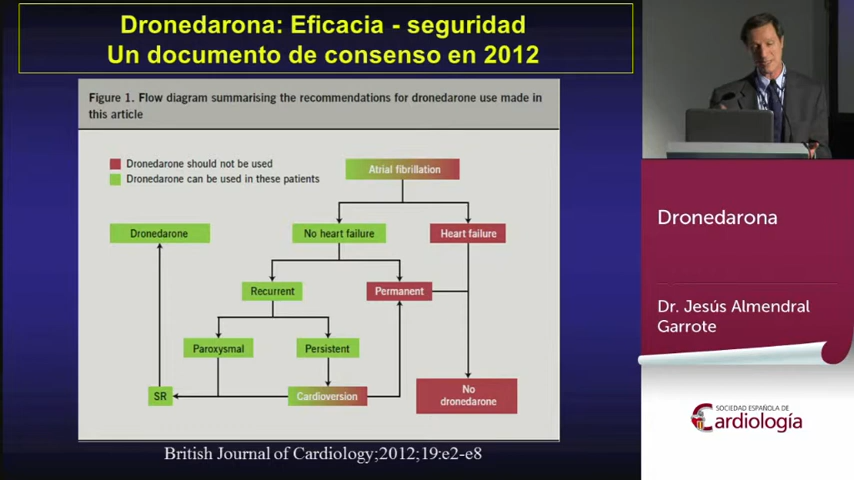 Dronedarona: Eficacia - seguridad
Un documento de consenso en 2012
Figure 1. Flow diagram summarising the recommendations for dronedarone use made in
this article
Dronedarone should not be used
Dronedarone can be used in these patients
Atrial fibrillation
Dronedarone
No heart failure
Heart failure
Recurrent
Permanent
Paroxysmal
Persistent
SR
Cardioversion
No
dronedarone
British Journal of Cardiology;2012;19:e2-e8
Dronedarona
Dr. Jesús Almendral
Garrote
SOCIEDAD ESPAÑOLA DE
Cardiología